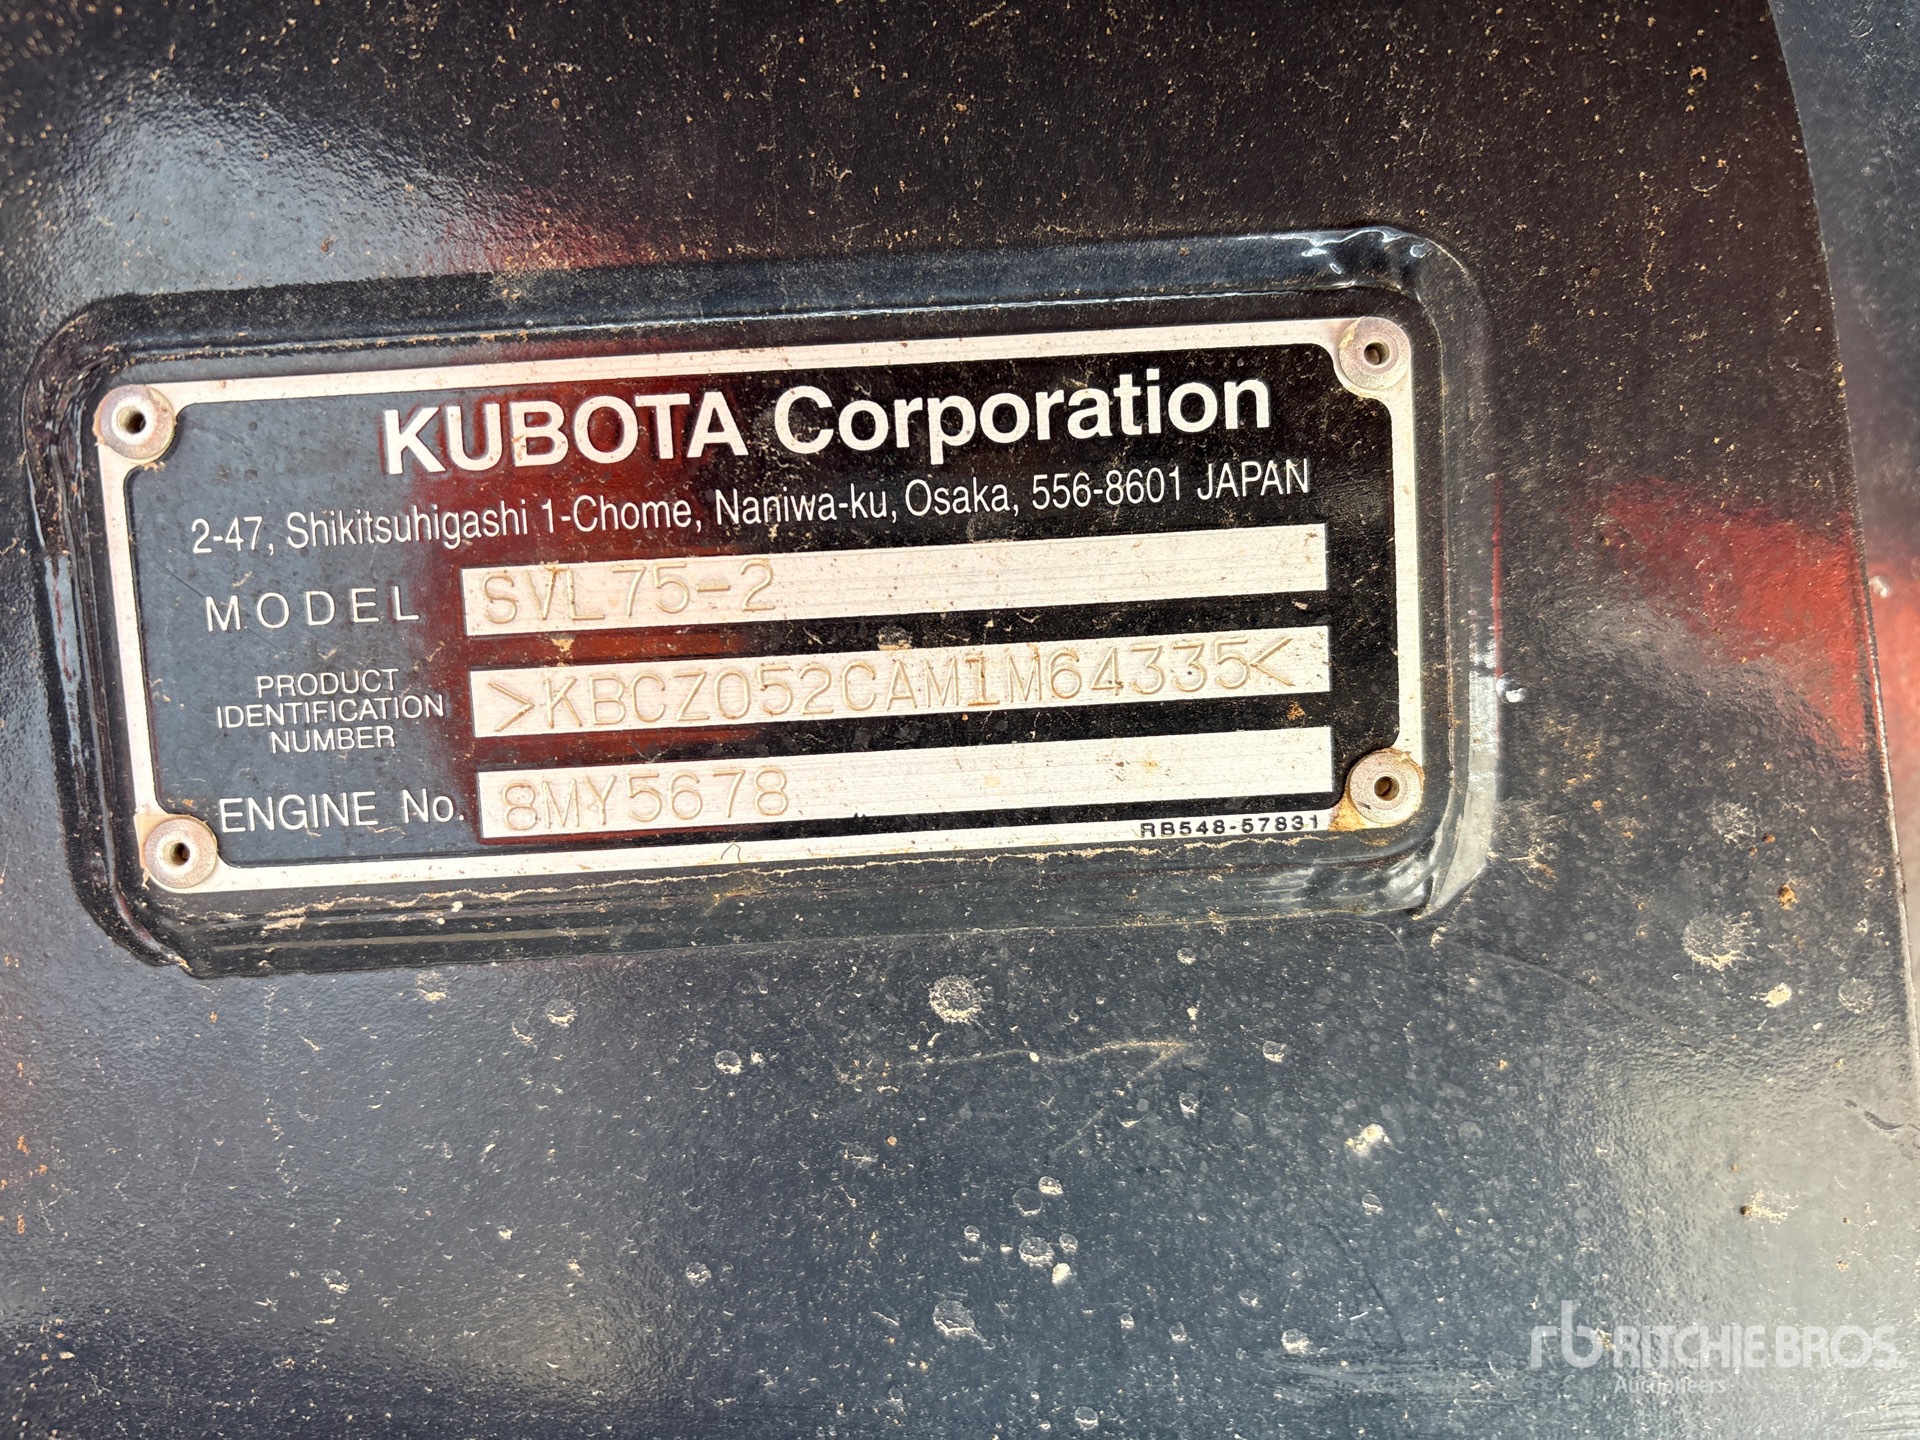 KUBOTA Corporation
2-47, Shikitsuhigashi 1-Chome, Naniwa-ku, Osaka, 556-8601 JAPAN
MODEL SVL75-2
PRODUCT
IDENTIFICATION
NUMBER
>KBCZ052CAM1M64335<
ENGINE No. 8MY5678
RB548-57831
rb RITCHIE BROS.
Auctioneers